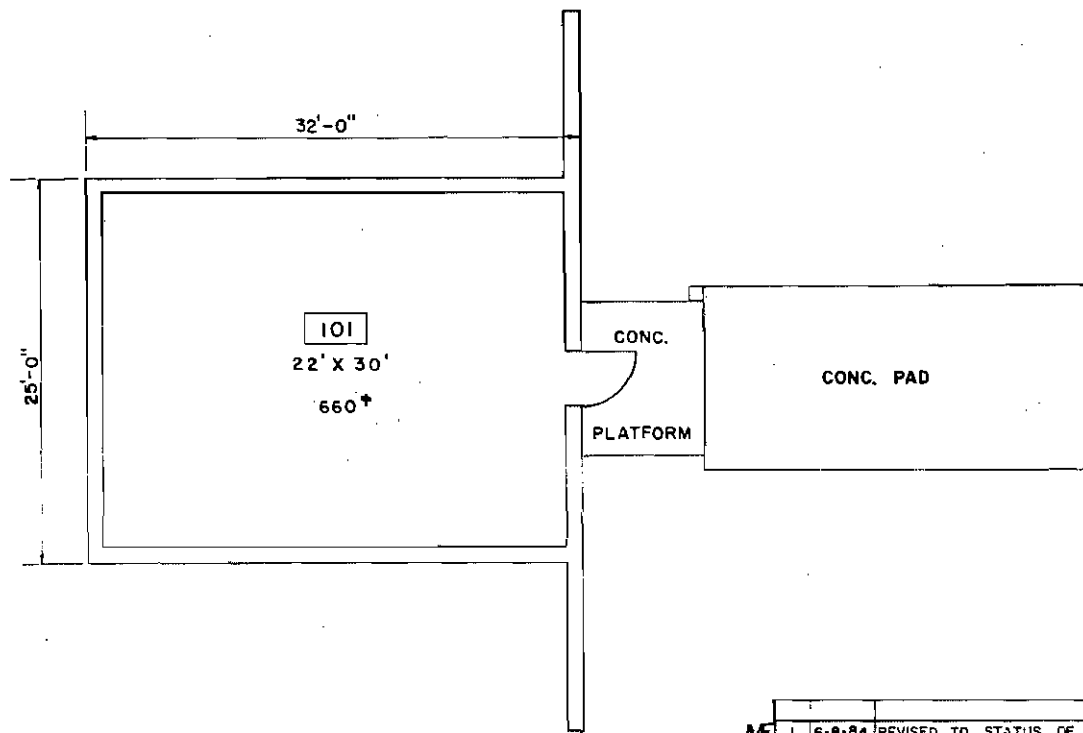 32'-0"
25'-0"
101
22' X 30'
660
CONC.
PLATFORM
CONC. PAD
1 6-8-84 REVISED TO STATUS OF